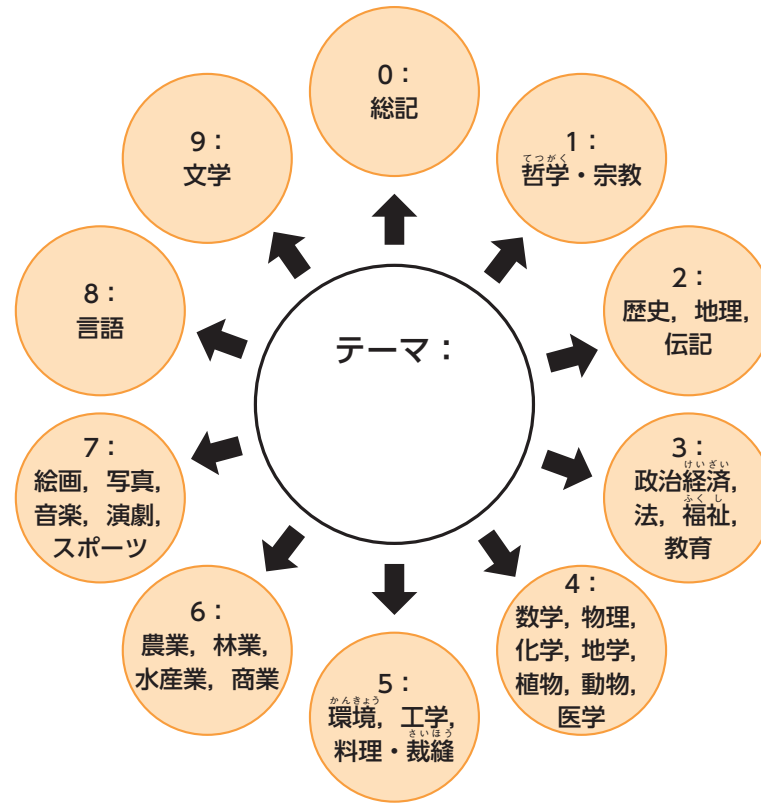 テーマ：
0：
総記
1：
てつがく
哲学・宗教
2：
歴史，地理，
伝記
3：
けいざい
政治経済，
ふくし
法，福祉，
教育
4：
数学，物理，
化学，地学，
植物，動物，
医学
5：
かんきょう
環境，工学，
さいほう
料理・裁縫
6：
農業，林業，
水産業，商業
7：
絵画，写真，
音楽，演劇，
スポーツ
8：
言語
9：
文学